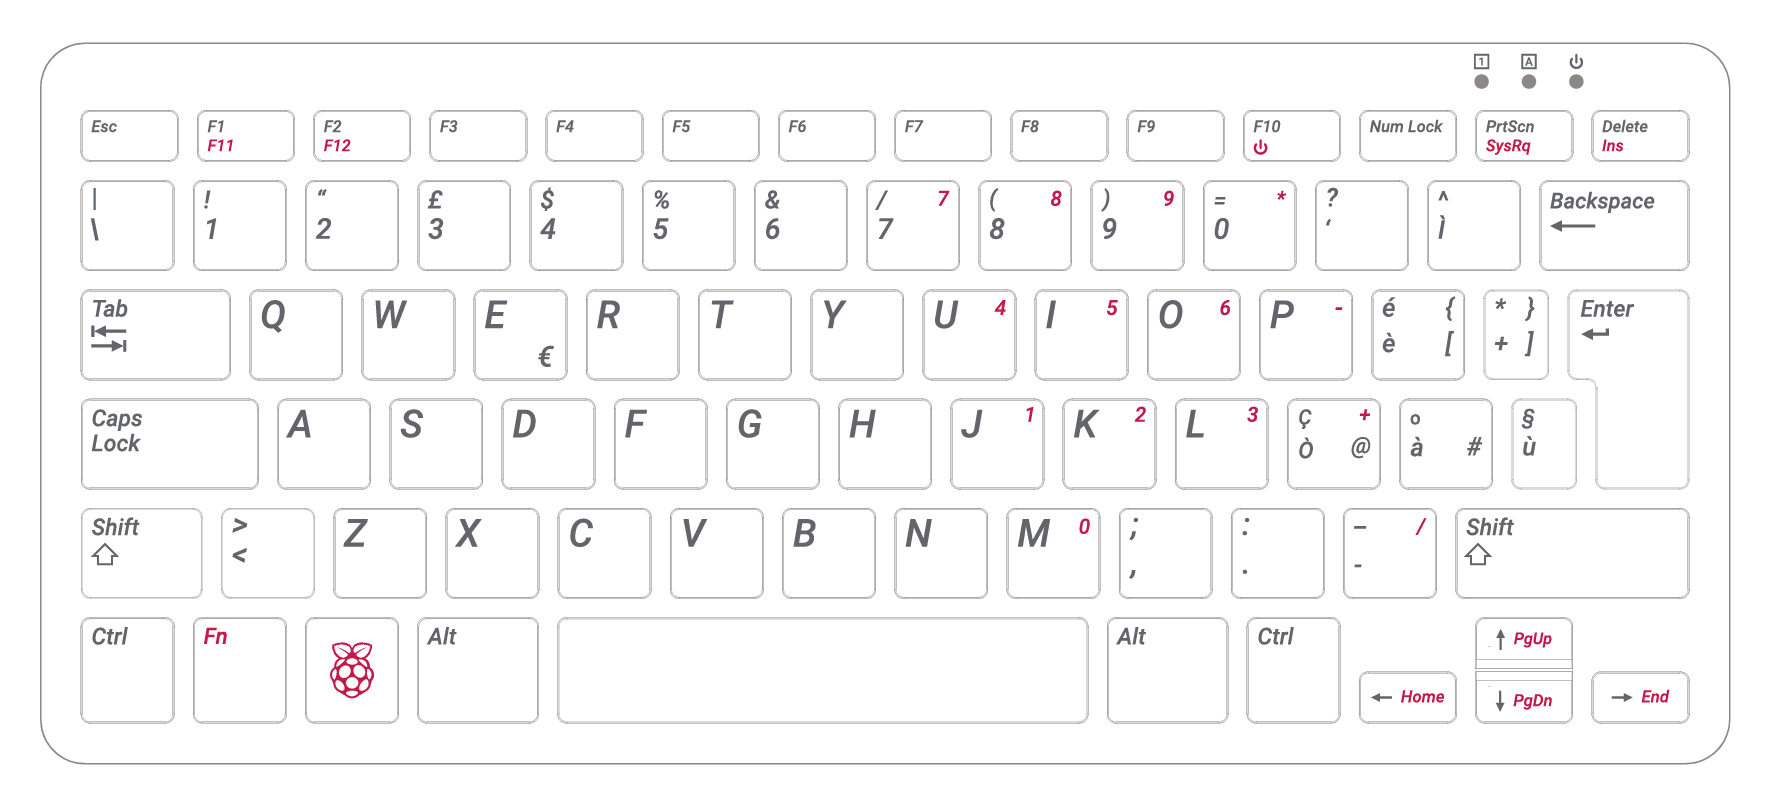 1 A
Esc F1 F2 F3 F4 F5 F6 F7 F8 F9 F10 Num Lock PrtScn Delete
F11 F12 SysRq Ins
| ! “ £ $ % & / 7 ( 8 ) 9 = * ? ^ Backspace
\ 1 2 3 4 5 6 7 8 9 0 ‘ ì
Tab Q W E R T Y U 4 I 5 O 6 P - é { * } Enter
€ è [ + ]
Caps A S D F G H J 1 K 2 L 3 ç + o §
Lock ò @ à # ù
Shift > Z X C V B N M 0 ; : – / Shift
< , . -
Ctrl Fn Alt Alt Ctrl ↑ PgUp
← Home ↓ PgDn → End